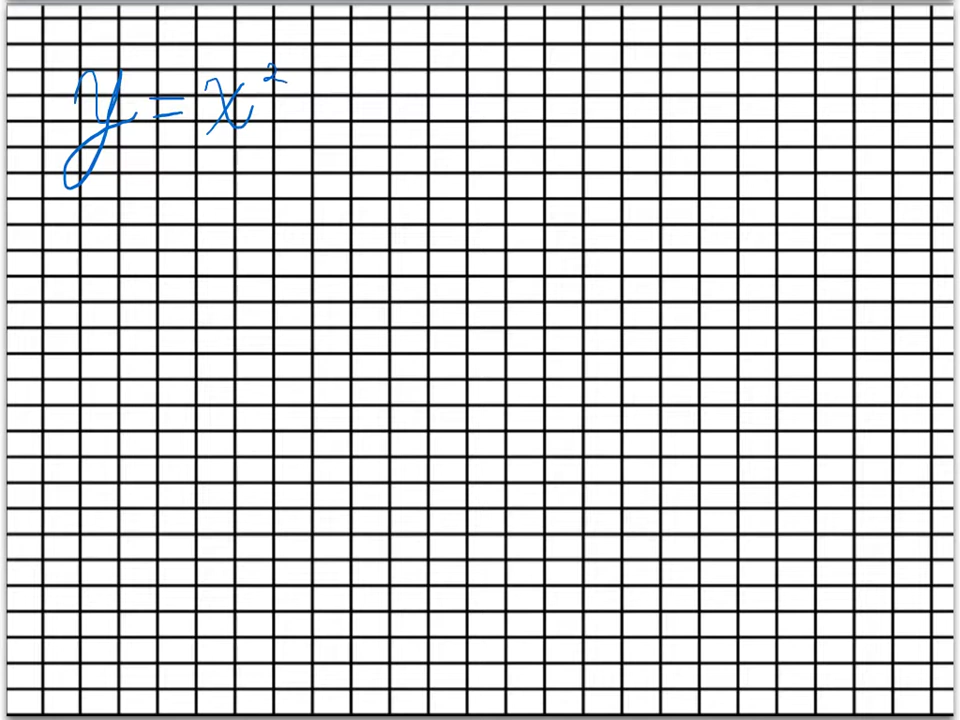 y = x²